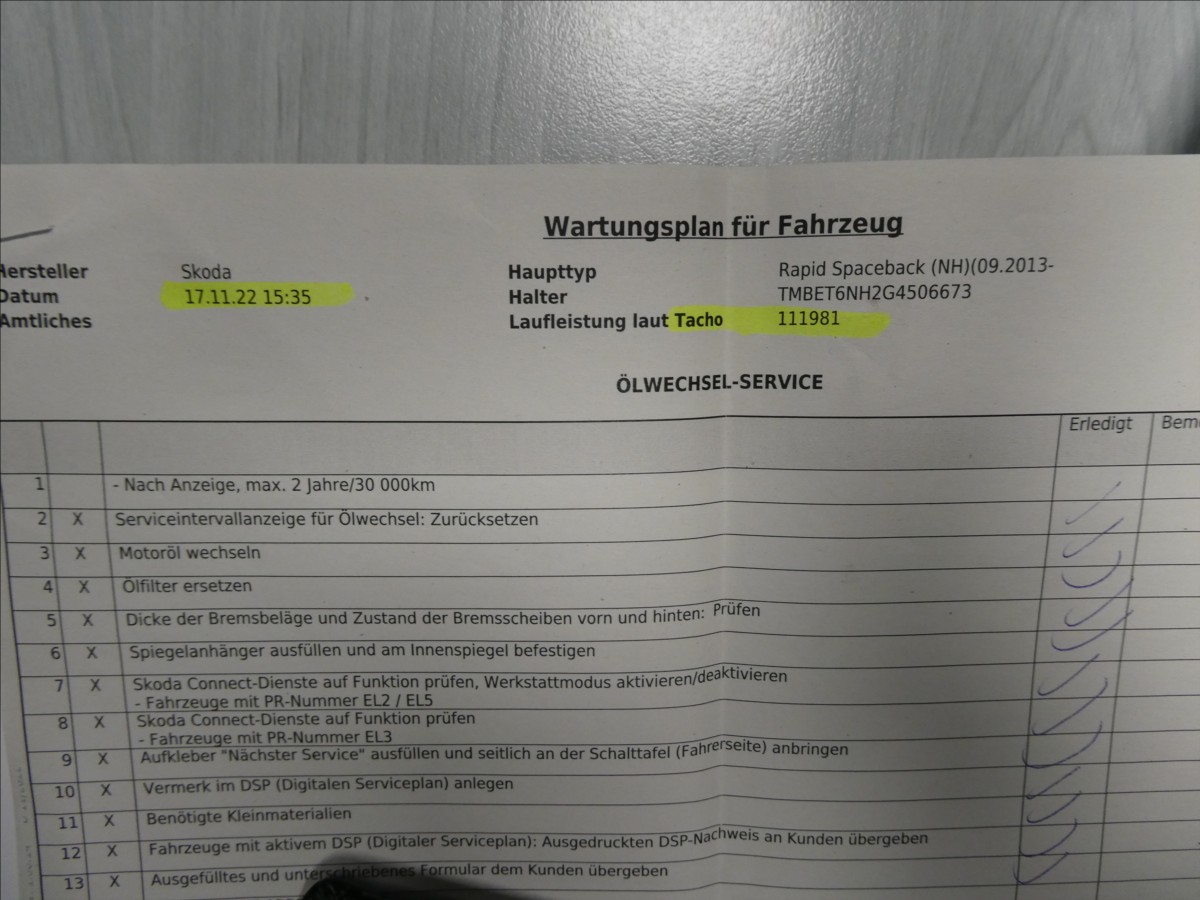 Wartungsplan für Fahrzeug
Hersteller Skoda Haupttyp Rapid Spaceback (NH)(09.2013-
Datum 17.11.22 15:35 Halter TMBET6NH2G4506673
Amtliches Laufleistung laut Tacho 111981
ÖLWECHSEL-SERVICE
Erledigt Bem
1 - Nach Anzeige, max. 2 Jahre/30 000km
2 X Serviceintervallanzeige für Ölwechsel: Zurücksetzen
3 X Motoröl wechseln
4 X Ölfilter ersetzen
5 X Dicke der Bremsbeläge und Zustand der Bremsscheiben vorn und hinten: Prüfen
6 X Spiegelanhänger ausfüllen und am Innenspiegel befestigen
7 X Skoda Connect-Dienste auf Funktion prüfen, Werkstattmodus aktivieren/deaktivieren
- Fahrzeuge mit PR-Nummer EL2 / EL5
8 X Skoda Connect-Dienste auf Funktion prüfen
- Fahrzeuge mit PR-Nummer EL3
9 X Aufkleber "Nächster Service" ausfüllen und seitlich an der Schalttafel (Fahrerseite) anbringen
10 X Vermerk im DSP (Digitalen Serviceplan) anlegen
11 X Benötigte Kleinmaterialien
12 X Fahrzeuge mit aktivem DSP (Digitaler Serviceplan): Ausgedruckten DSP-Nachweis an Kunden übergeben
13 X Ausgefülltes und unterschriebenes Formular dem Kunden übergeben